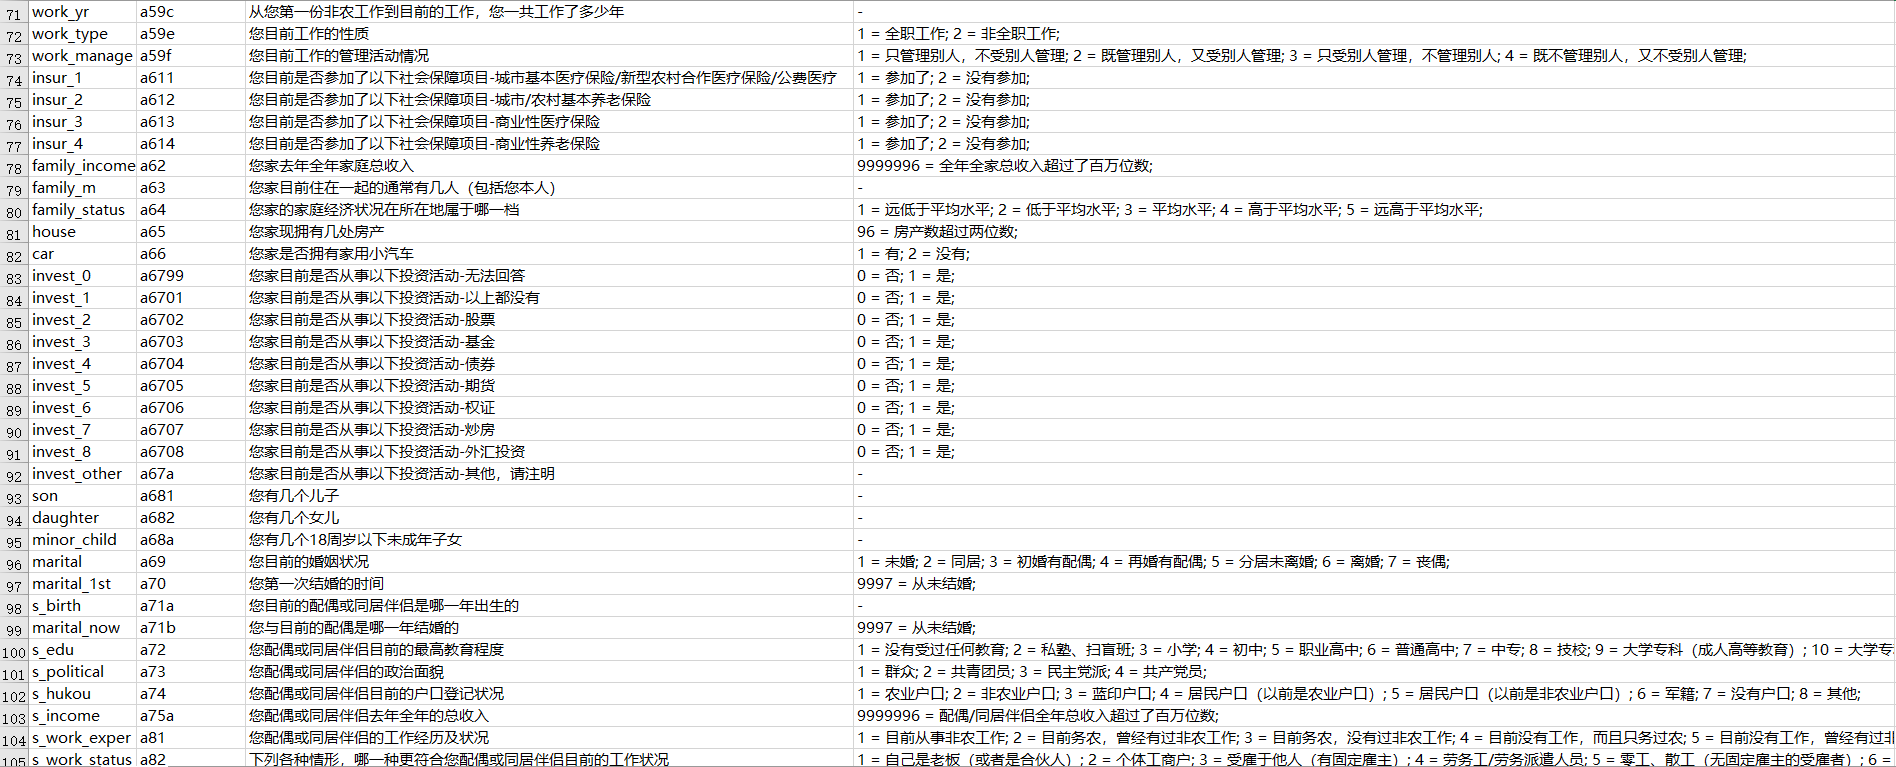 71 work_yr a59c 从您第一份非农工作到目前的工作，您一共工作了多少年 -
72 work_type a59e 您目前工作的性质 1 = 全职工作; 2 = 非全职工作;
73 work_manage a59f 您目前工作的管理活动情况 1 = 只管理别人，不受别人管理; 2 = 既管理别人，又受别人管理; 3 = 只受别人管理，不管理别人; 4 = 既不管理别人，又不受别人管理;
74 insur_1 a611 您目前是否参加了以下社会保障项目-城市基本医疗保险/新型农村合作医疗保险/公费医疗 1 = 参加了; 2 = 没有参加;
75 insur_2 a612 您目前是否参加了以下社会保障项目-城市/农村基本养老保险 1 = 参加了; 2 = 没有参加;
76 insur_3 a613 您目前是否参加了以下社会保障项目-商业性医疗保险 1 = 参加了; 2 = 没有参加;
77 insur_4 a614 您目前是否参加了以下社会保障项目-商业性养老保险 1 = 参加了; 2 = 没有参加;
78 family_income a62 您家去年全年家庭总收入 9999996 = 全年全家总收入超过了百万位数;
79 family_m a63 您家目前住在一起的通常有几人（包括您本人） -
80 family_status a64 您家的家庭经济状况在所在地属于哪一档 1 = 远低于平均水平; 2 = 低于平均水平; 3 = 平均水平; 4 = 高于平均水平; 5 = 远高于平均水平;
81 house a65 您家现拥有几处房产 96 = 房产数超过两位数;
82 car a66 您家是否拥有家用小汽车 1 = 有; 2 = 没有;
83 invest_0 a6799 您家目前是否从事以下投资活动-无法回答 0 = 否; 1 = 是;
84 invest_1 a6701 您家目前是否从事以下投资活动-以上都没有 0 = 否; 1 = 是;
85 invest_2 a6702 您家目前是否从事以下投资活动-股票 0 = 否; 1 = 是;
86 invest_3 a6703 您家目前是否从事以下投资活动-基金 0 = 否; 1 = 是;
87 invest_4 a6704 您家目前是否从事以下投资活动-债券 0 = 否; 1 = 是;
88 invest_5 a6705 您家目前是否从事以下投资活动-期货 0 = 否; 1 = 是;
89 invest_6 a6706 您家目前是否从事以下投资活动-权证 0 = 否; 1 = 是;
90 invest_7 a6707 您家目前是否从事以下投资活动-炒房 0 = 否; 1 = 是;
91 invest_8 a6708 您家目前是否从事以下投资活动-外汇投资 0 = 否; 1 = 是;
92 invest_other a67a 您家目前是否从事以下投资活动-其他，请注明 -
93 son a681 您有几个儿子 -
94 daughter a682 您有几个女儿 -
95 minor_child a68a 您有几个18周岁以下未成年子女 -
96 marital a69 您目前的婚姻状况 1 = 未婚; 2 = 同居; 3 = 初婚有配偶; 4 = 再婚有配偶; 5 = 分居未离婚; 6 = 离婚; 7 = 丧偶;
97 marital_1st a70 您第一次结婚的时间 9997 = 从未结婚;
98 s_birth a71a 您目前的配偶或同居伴侣是哪一年出生的 -
99 marital_now a71b 您与目前的配偶是哪一年结婚的 9997 = 从未结婚;
100 s_edu a72 您配偶或同居伴侣目前的最高教育程度 1 = 没有受过任何教育; 2 = 私塾、扫盲班; 3 = 小学; 4 = 初中; 5 = 职业高中; 6 = 普通高中; 7 = 中专; 8 = 技校; 9 = 大学专科（成人高等教育）; 10 = 大学专
101 s_political a73 您配偶或同居伴侣的政治面貌 1 = 群众; 2 = 共青团员; 3 = 民主党派; 4 = 共产党员;
102 s_hukou a74 您配偶或同居伴侣目前的户口登记状况 1 = 农业户口; 2 = 非农业户口; 3 = 蓝印户口; 4 = 居民户口（以前是农业户口）; 5 = 居民户口（以前是非农业户口）; 6 = 军籍; 7 = 没有户口; 8 = 其他;
103 s_income a75a 您配偶或同居伴侣去年全年的总收入 9999996 = 配偶/同居伴侣全年总收入超过了百万位数;
104 s_work_exper a81 您配偶或同居伴侣的工作经历及状况 1 = 目前从事非农工作; 2 = 目前务农，曾经有过非农工作; 3 = 目前务农，没有过非农工作; 4 = 目前没有工作，而且只务过农; 5 = 目前没有工作，曾经有过非
105 s_work_status a82 下列各种情形，哪一种更符合您配偶或同居伴侣目前的工作状况 1 = 自己是老板（或者是合伙人）; 2 = 个体工商户; 3 = 受雇于他人（有固定雇主）; 4 = 劳务工/劳务派遣人员; 5 = 零工、散工（无固定雇主的受雇者）; 6 =